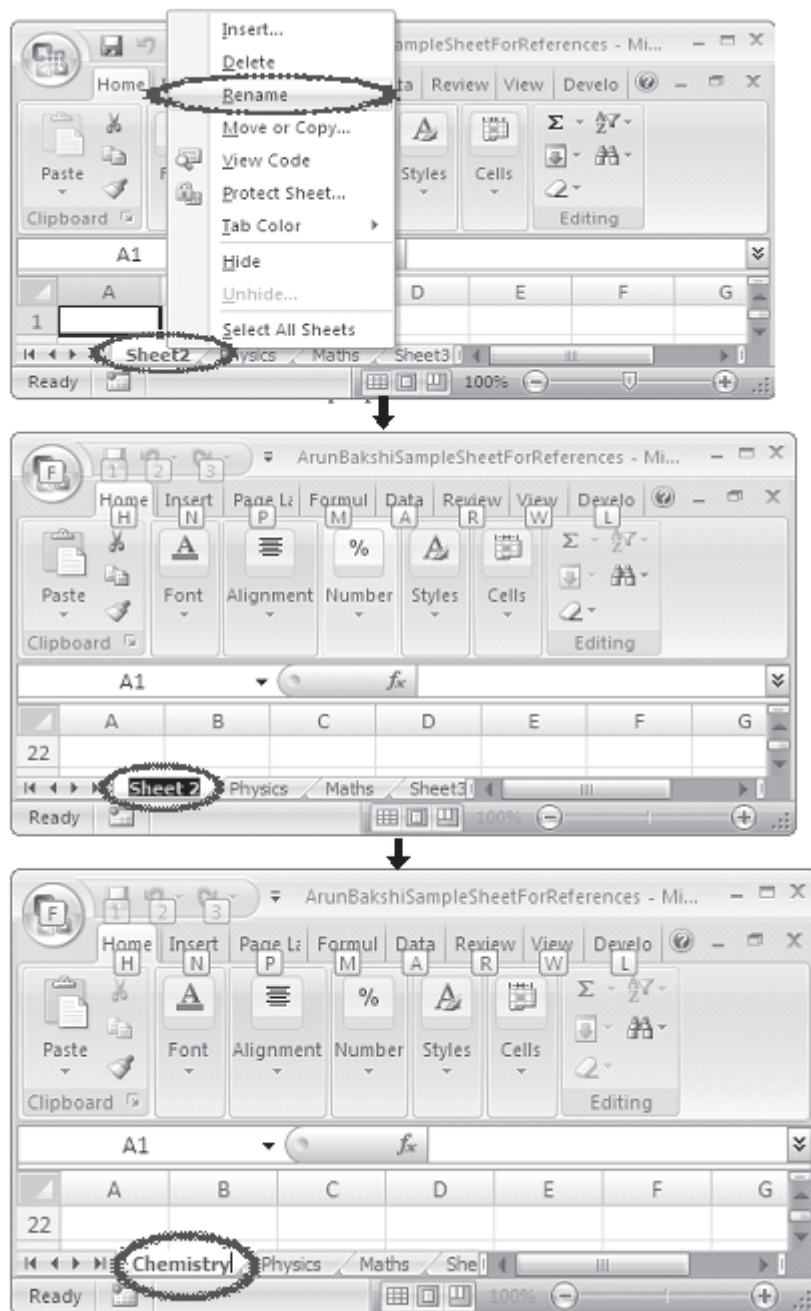 Insert...
ampleSheetForReferences - Mi...
Delete
Home
ta Review View Develo
Rename
Move or Copy...
Σ
View Code
Paste
Styles Cells
Protect Sheet...
Clipboard
Tab Color
Editing
A1
Hide
A D E F G
Unhide...
1
Select All Sheets
Sheet2 ysics Maths Sheet3
Ready 100%
F 1 2 3 ArunBakshiSampleSheetForReferences - Mi...
Home Insert Page La Formul Data Review View Develo
H N P M A R W L
A % A Σ
Paste Font Alignment Number Styles Cells
Clipboard Editing
A1 fx
A B C D E F G
22
Sheet 2 Physics Maths Sheet3
Ready 100%
F 1 2 3 ArunBakshiSampleSheetForReferences - Mi...
Home Insert Page La Formul Data Review View Develo
H N P M A R W L
A % A Σ
Paste Font Alignment Number Styles Cells
Clipboard Editing
A1 fx
A B C D E F G
22
Chemistry Physics Maths She
Ready 100%